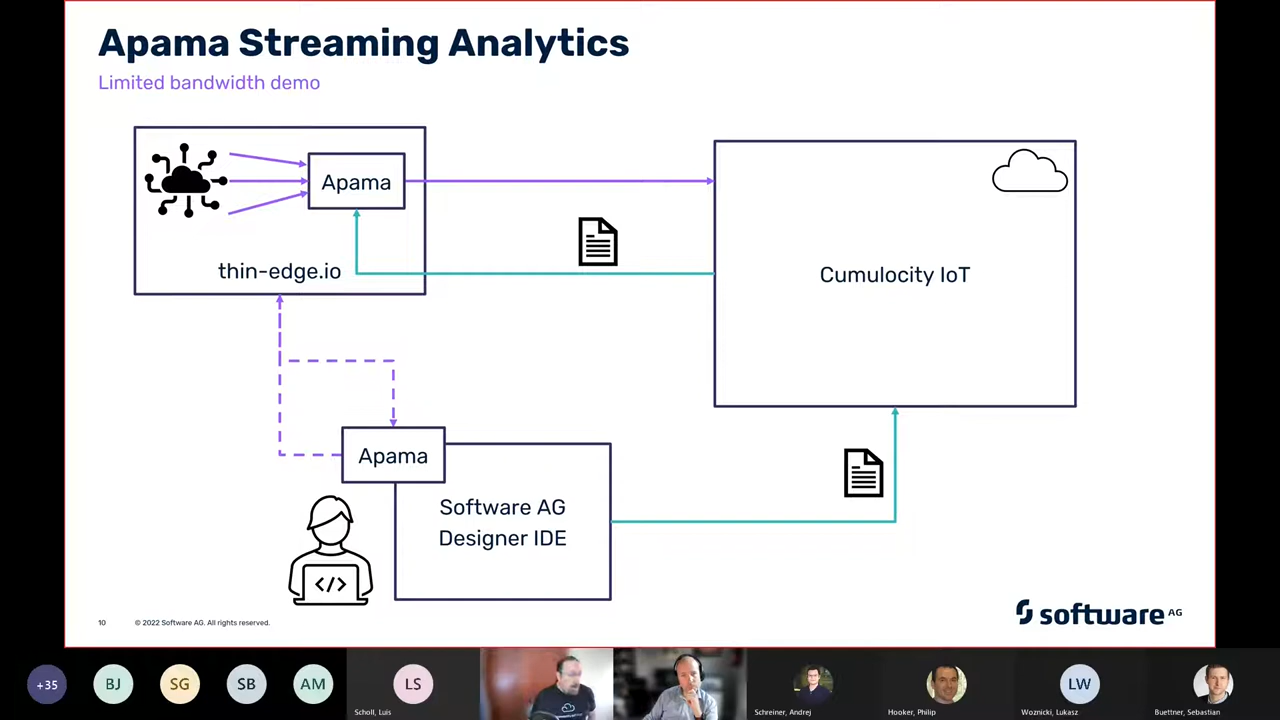 Apama Streaming Analytics
Limited bandwidth demo
Apama
thin-edge.io
Cumulocity IoT
Apama
Software AG
Designer IDE
</>
10
© 2022 Software AG. All rights reserved.
software AG
+35
BJ
SG
SB
AM
LS
LW
Scholl, Luis
Schreiner, Andrej
Hooker, Philip
Woznicki, Lukasz
Buettner, Sebastian